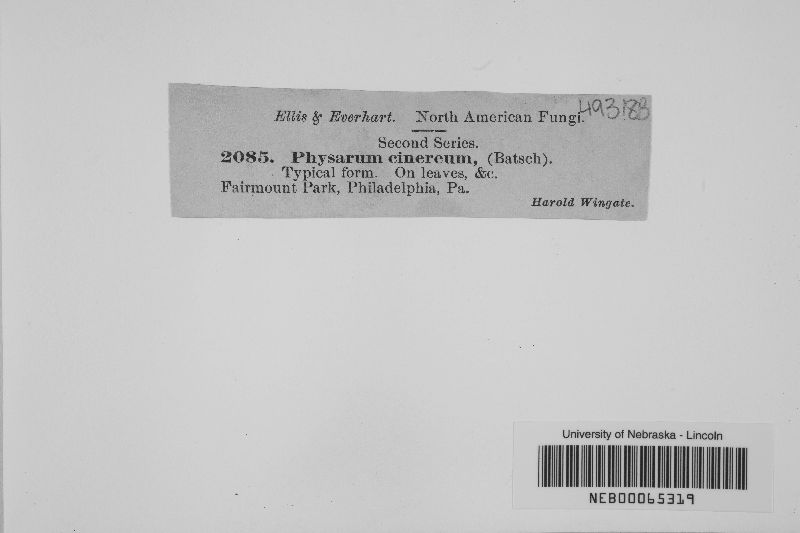 Ellis & Everhart. North American Fungi. 493188
Second Series.
2085. Physarum cinereum, (Batsch).
Typical form. On leaves, &c.
Fairmount Park, Philadelphia, Pa.
Harold Wingate.
University of Nebraska - Lincoln
NEB00065319